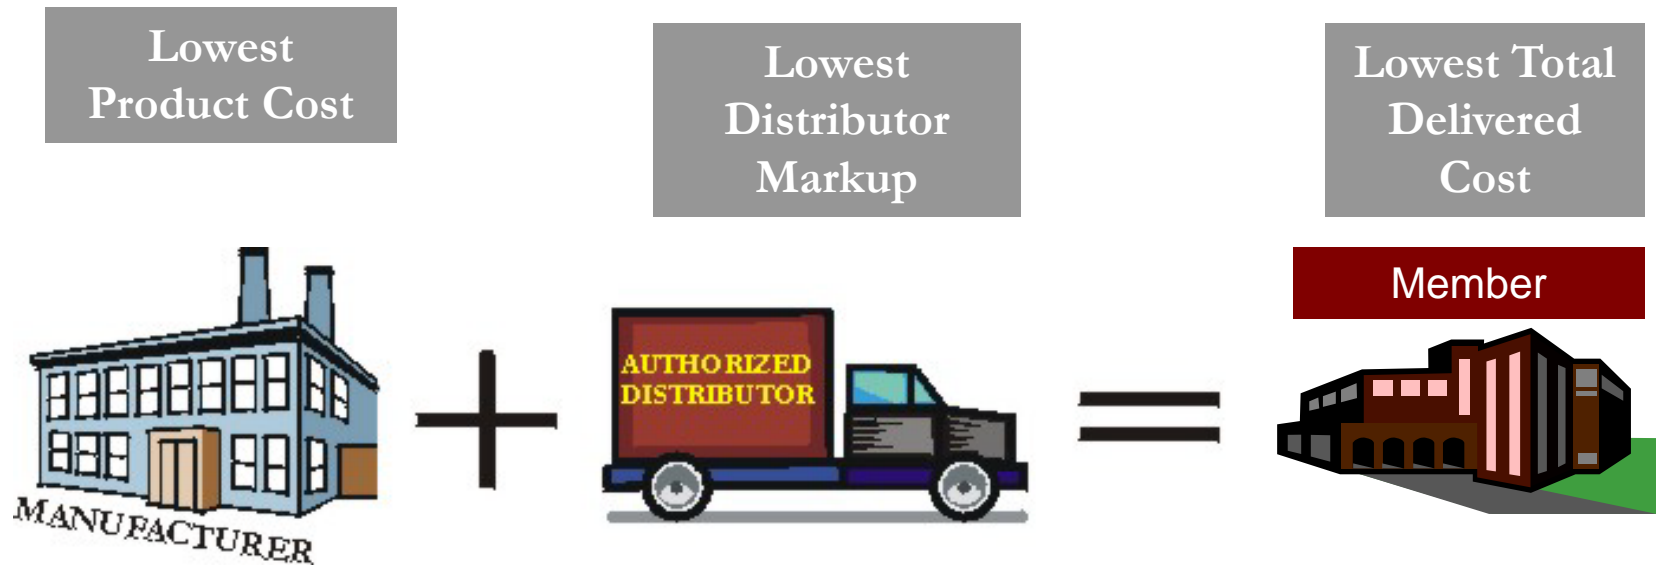 Lowest
Product Cost
Lowest
Distributor
Markup
Lowest Total
Delivered
Cost
Member
AUTHORIZED
DISTRIBUTOR
MANUFACTURER